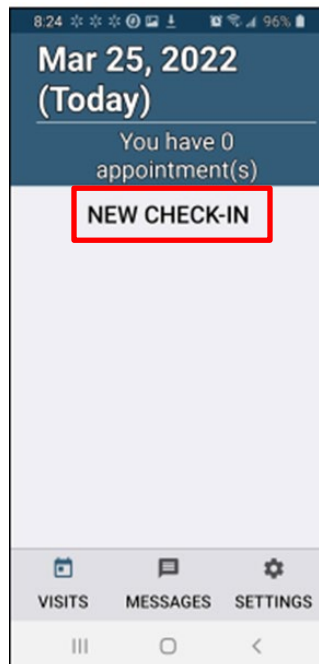 8:24 96%
Mar 25, 2022
(Today)
You have 0
appointment(s)
NEW CHECK-IN
VISITS MESSAGES SETTINGS